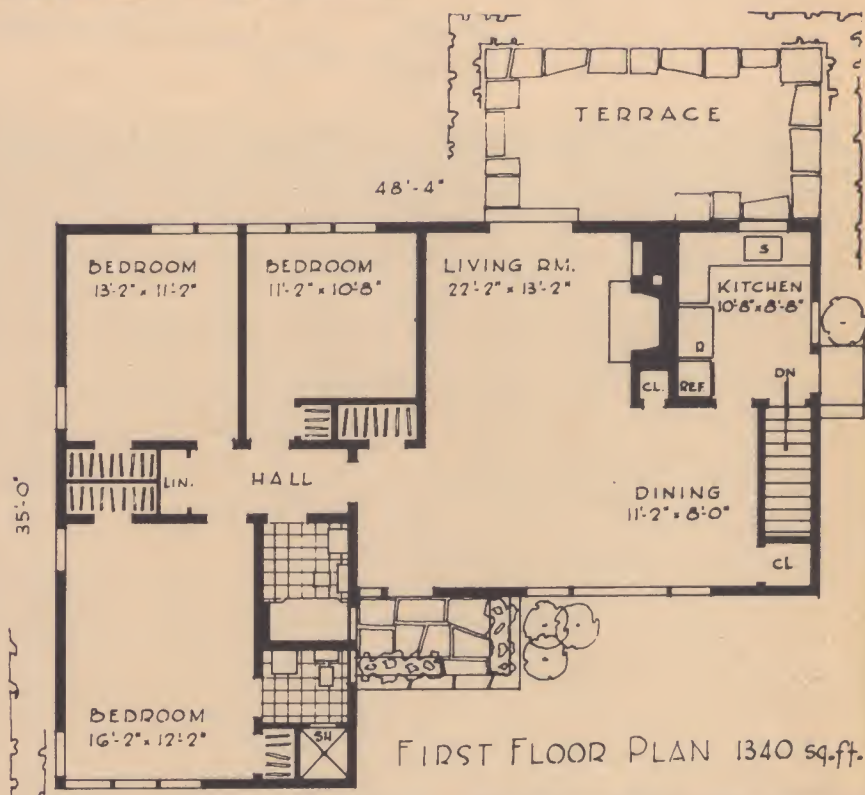 TERRACE
48'-4"
BEDROOM
13'-2" x 11'-2"
BEDROOM
11'-2" x 10'-8"
LIVING RM.
22'-2" x 13'-2"
S
KITCHEN
10'-8" x 8'-8"
R
REF
CL.
DN
LIN.
HALL
35'-0"
DINING
11'-2" x 8'-0"
CL
BEDROOM
16'-2" x 12'-2"
SH
FIRST FLOOR PLAN 1340 sq.ft.